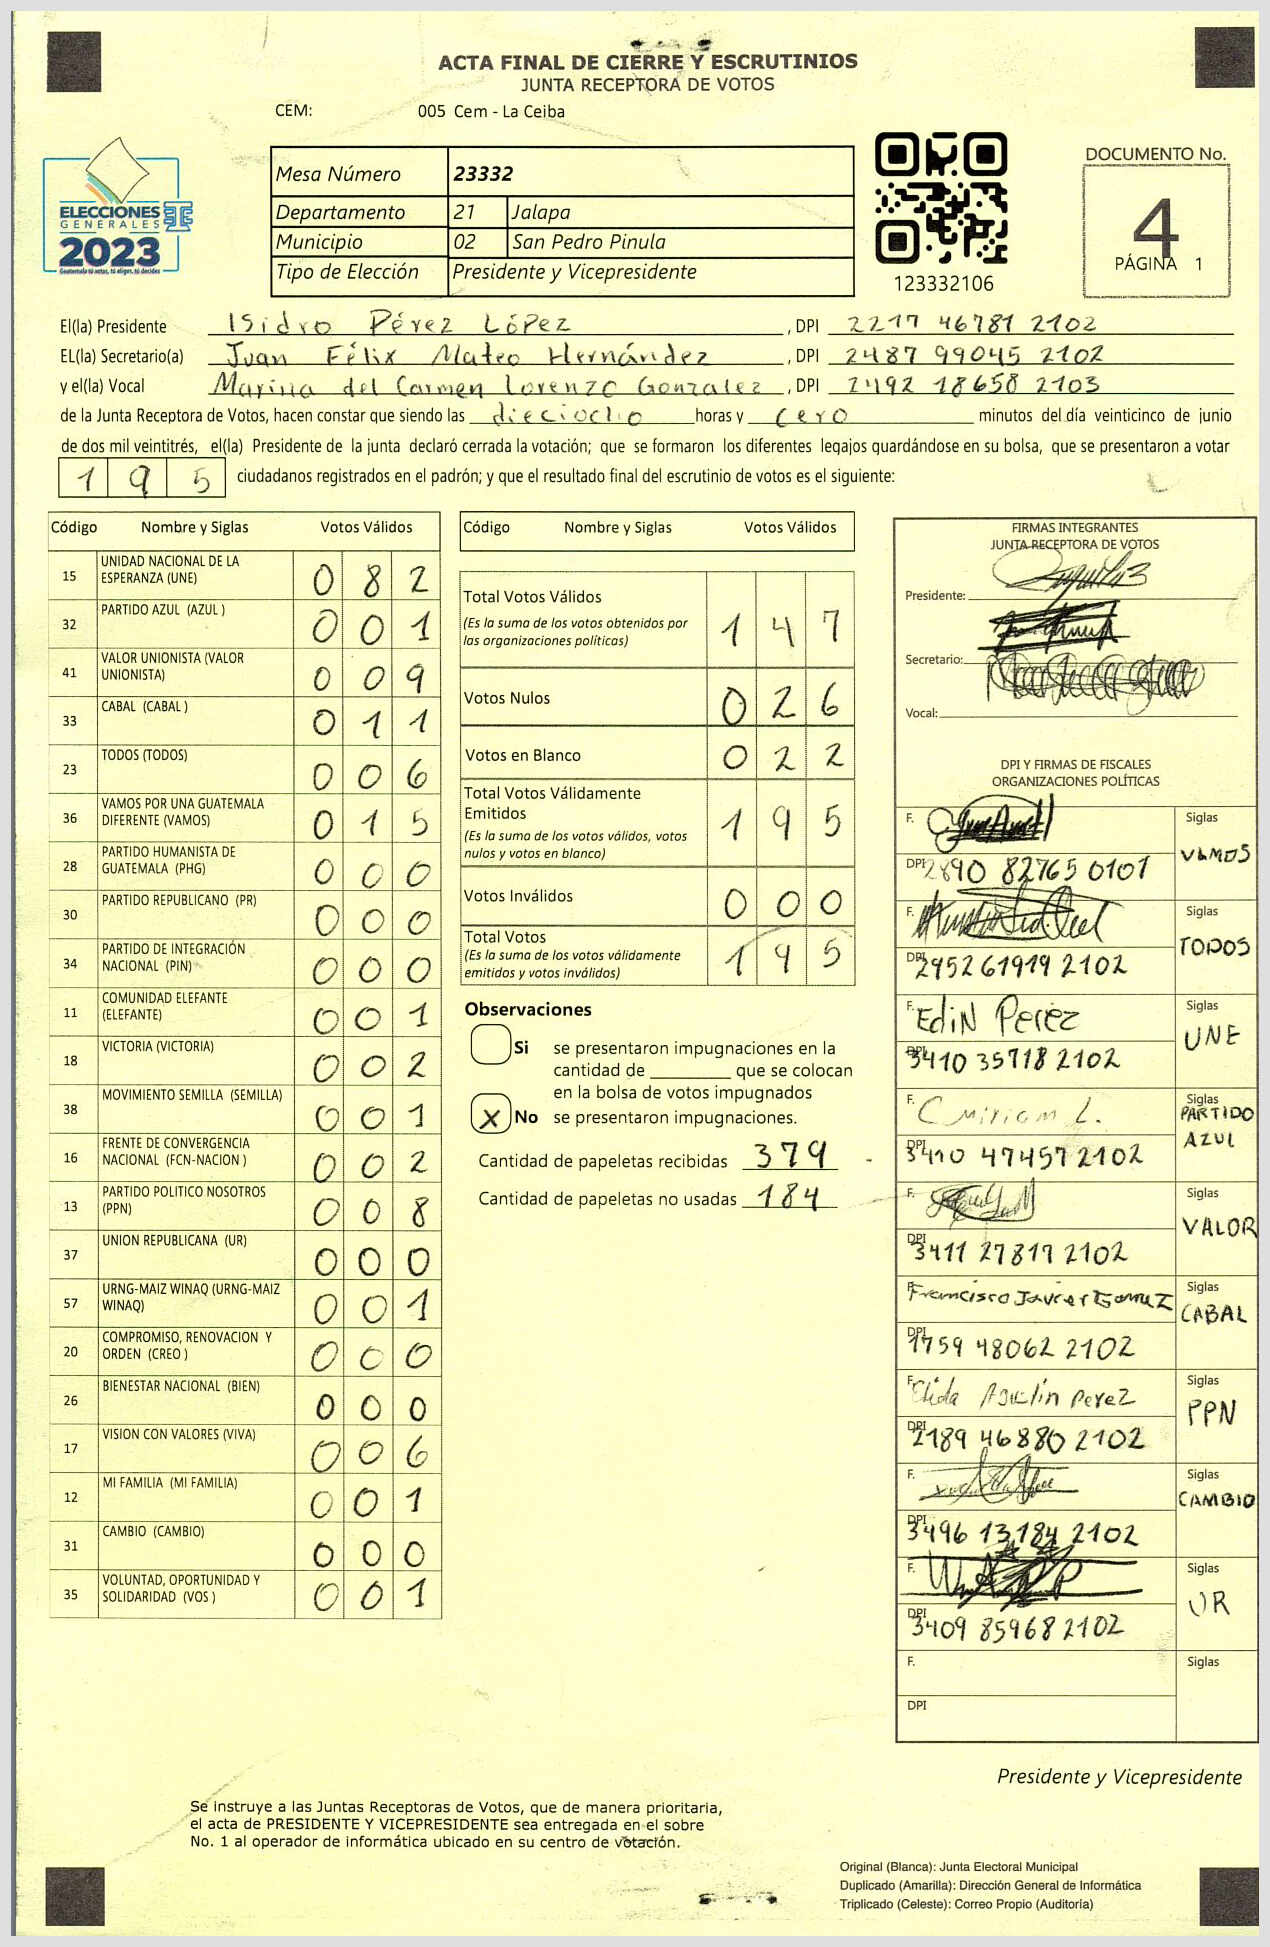 ACTA FINAL DE CIERRE Y ESCRUTINIOS
JUNTA RECEPTORA DE VOTOS
CEM: 005 Cem - La Ceiba
ELECCIONES
GENERALES
2023
Guatemala tú votas, tú eliges, tú decides
Mesa Número 23332
Departamento 21 Jalapa
Municipio 02 San Pedro Pinula
Tipo de Elección Presidente y Vicepresidente
123332106
DOCUMENTO No.
4
PÁGINA 1
El(la) Presidente Isidro Pérez López, DPI 2217 46781 2102
EL(la) Secretario(a) Juan Félix Mateo Hernández, DPI 2487 99045 2102
y el(la) Vocal Marina del Carmen Lorenzo Gonzalez, DPI 2492 18658 2103
de la Junta Receptora de Votos, hacen constar que siendo las dieciocho horas y cero minutos del día veinticinco de junio
de dos mil veintitrés, el(la) Presidente de la junta declaró cerrada la votación; que se formaron los diferentes legajos guardándose en su bolsa, que se presentaron a votar
1 9 5 ciudadanos registrados en el padrón; y que el resultado final del escrutinio de votos es el siguiente:
Código Nombre y Siglas Votos Válidos
15 UNIDAD NACIONAL DE LA ESPERANZA (UNE) 0 8 2
32 PARTIDO AZUL (AZUL ) 0 0 1
41 VALOR UNIONISTA (VALOR UNIONISTA) 0 0 9
33 CABAL (CABAL ) 0 1 1
23 TODOS (TODOS) 0 0 6
36 VAMOS POR UNA GUATEMALA DIFERENTE (VAMOS) 0 1 5
28 PARTIDO HUMANISTA DE GUATEMALA (PHG) 0 0 0
30 PARTIDO REPUBLICANO (PR) 0 0 0
34 PARTIDO DE INTEGRACIÓN NACIONAL (PIN) 0 0 0
11 COMUNIDAD ELEFANTE (ELEFANTE) 0 0 1
18 VICTORIA (VICTORIA) 0 0 2
38 MOVIMIENTO SEMILLA (SEMILLA) 0 0 1
16 FRENTE DE CONVERGENCIA NACIONAL (FCN-NACION ) 0 0 2
13 PARTIDO POLITICO NOSOTROS (PPN) 0 0 8
37 UNION REPUBLICANA (UR) 0 0 0
57 URNG-MAIZ WINAQ (URNG-MAIZ WINAQ) 0 0 1
20 COMPROMISO, RENOVACION Y ORDEN (CREO ) 0 0 0
26 BIENESTAR NACIONAL (BIEN) 0 0 0
17 VISION CON VALORES (VIVA) 0 0 6
12 MI FAMILIA (MI FAMILIA) 0 0 1
31 CAMBIO (CAMBIO) 0 0 0
35 VOLUNTAD, OPORTUNIDAD Y SOLIDARIDAD (VOS ) 0 0 1
Código Nombre y Siglas Votos Válidos
Total Votos Válidos 1 4 7
(Es la suma de los votos obtenidos por
las organizaciones políticas)
Votos Nulos 0 2 6
Votos en Blanco 0 2 2
Total Votos Válidamente
Emitidos 1 9 5
(Es la suma de los votos válidos, votos
nulos y votos en blanco)
Votos Inválidos 0 0 0
Total Votos 1 9 5
(Es la suma de los votos válidamente
emitidos y votos inválidos)
Observaciones
Si se presentaron impugnaciones en la
cantidad de ________ que se colocan
en la bolsa de votos impugnados
X No se presentaron impugnaciones.
Cantidad de papeletas recibidas 379
Cantidad de papeletas no usadas 184
FIRMAS INTEGRANTES
JUNTA RECEPTORA DE VOTOS
Presidente:
Secretario:
Vocal:
DPI Y FIRMAS DE FISCALES
ORGANIZACIONES POLÍTICAS
F. Siglas VAMOS
DPI 2890 82765 0101
F. Siglas TODOS
DPI 2952 61919 2102
F. Edin Perez Siglas UNE
DPI 3410 35718 2102
F. C Miriam L. Siglas PARTIDO AZUL
DPI 3410 47457 2102
F. Siglas VALOR
DPI 3411 27817 2102
F. Francisco Javier Gomez Siglas CABAL
DPI 1759 48062 2102
F. Elida Agustin Perez Siglas PPN
DPI 2189 46880 2102
F. Siglas CAMBIO
DPI 3496 13184 2102
F. Siglas UR
DPI 3409 85968 2102
F. Siglas
DPI
Presidente y Vicepresidente
Se instruye a las Juntas Receptoras de Votos, que de manera prioritaria,
el acta de PRESIDENTE Y VICEPRESIDENTE sea entregada en el sobre
No. 1 al operador de informática ubicado en su centro de votación.
Original (Blanca): Junta Electoral Municipal
Duplicado (Amarilla): Dirección General de Informática
Triplicado (Celeste): Correo Propio (Auditoría)